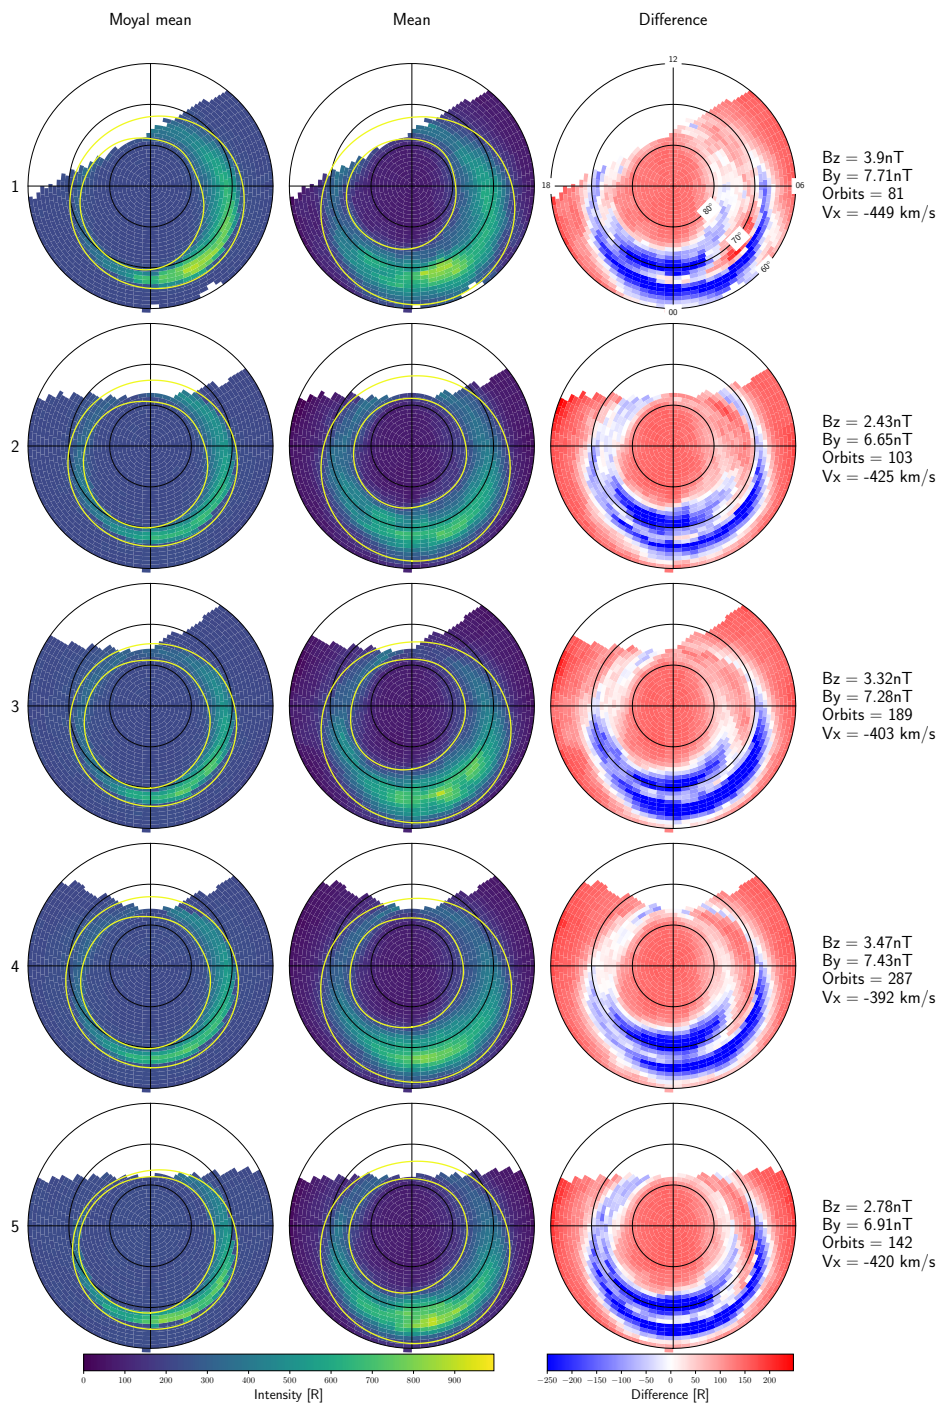 Moyal mean
Mean
Difference
12
18
06
80°
70°
60°
00
1
Bz = 3.9nT
By = 7.71nT
Orbits = 81
Vx = -449 km/s
2
Bz = 2.43nT
By = 6.65nT
Orbits = 103
Vx = -425 km/s
3
Bz = 3.32nT
By = 7.28nT
Orbits = 189
Vx = -403 km/s
4
Bz = 3.47nT
By = 7.43nT
Orbits = 287
Vx = -392 km/s
5
Bz = 2.78nT
By = 6.91nT
Orbits = 142
Vx = -420 km/s
0 100 200 300 400 500 600 700 800 900
Intensity [R]
−250 −200 −150 −100 −50 0 50 100 150 200
Difference [R]